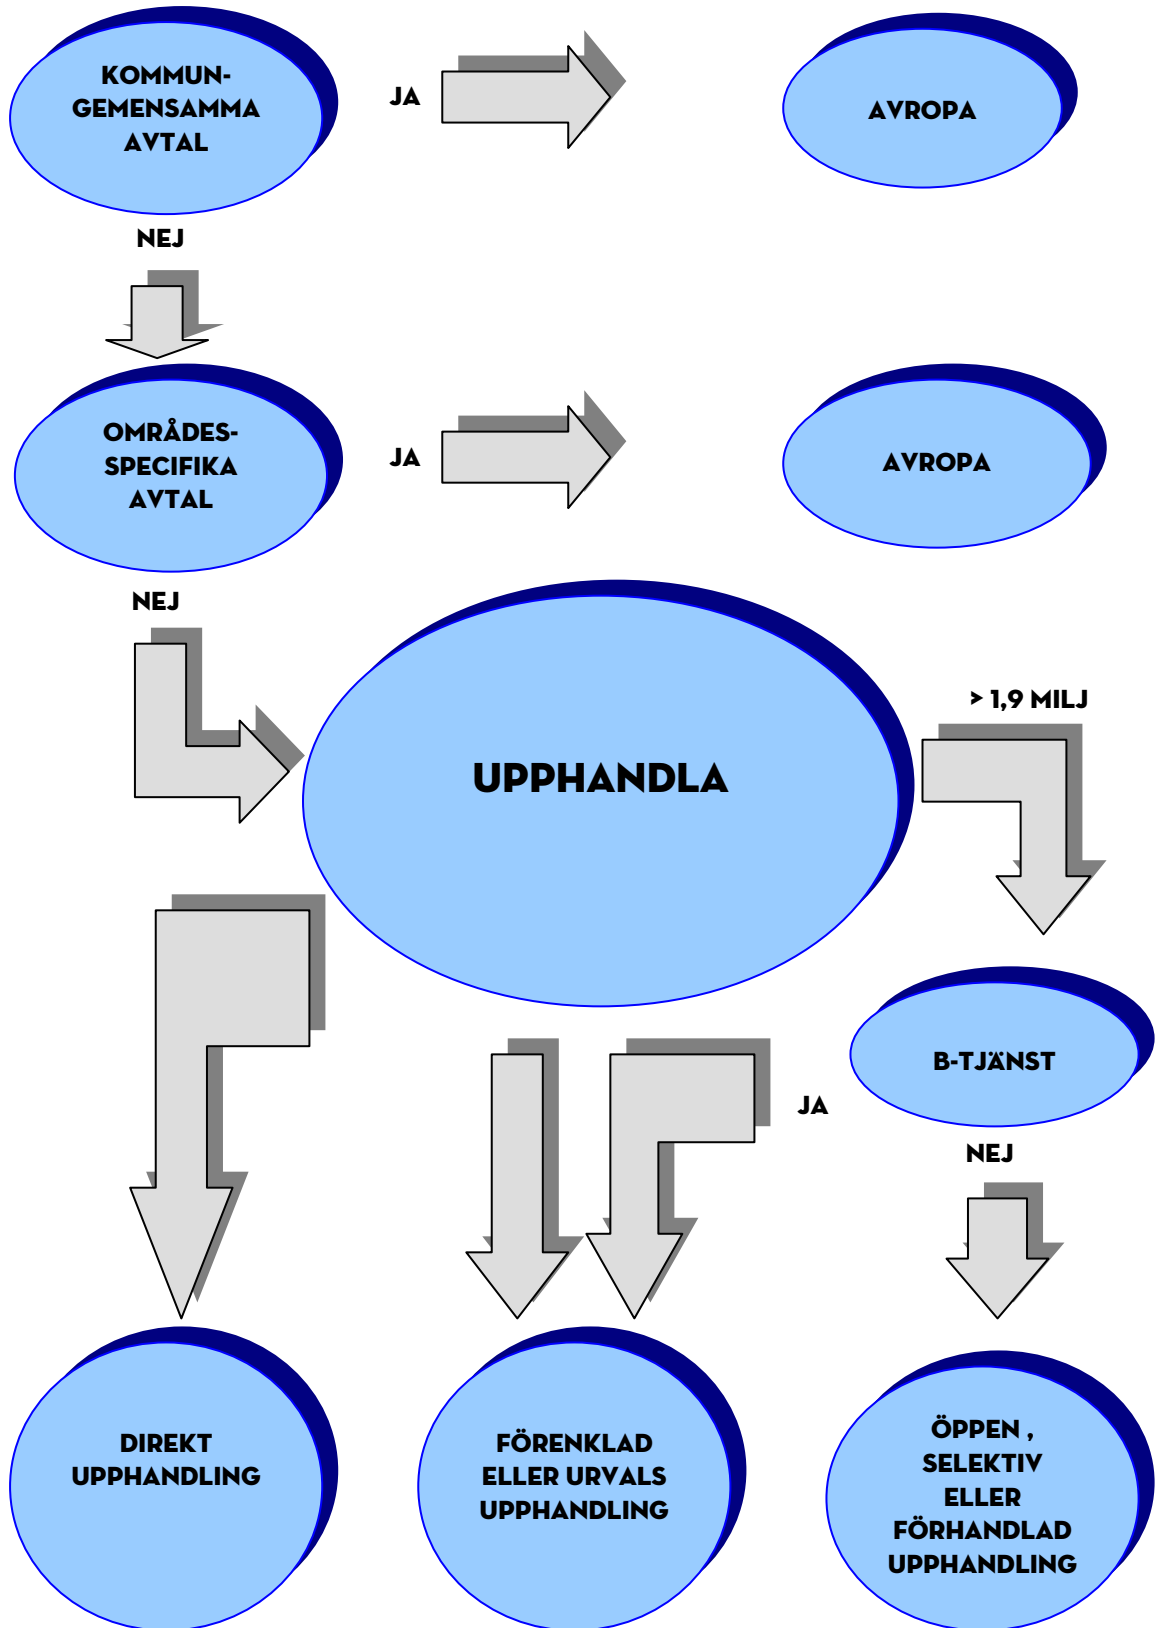 KOMMUN-
GEMENSAMMA
AVTAL
JA
AVROPA
NEJ
OMRÅDES-
SPECIFIKA
AVTAL
JA
AVROPA
NEJ
UPPHANDLA
> 1,9 MILJ
B-TJÄNST
JA
NEJ
DIREKT
UPPHANDLING
FÖRENKLAD
ELLER URVALS
UPPHANDLING
ÖPPEN ,
SELEKTIV
ELLER
FÖRHANDLAD
UPPHANDLING